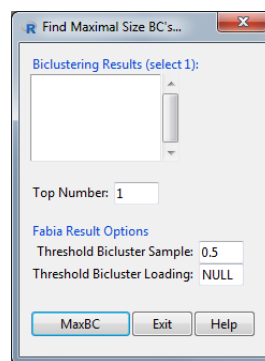 R Find Maximal Size BC's...
Biclustering Results (select 1):
Top Number: 1
Fabia Result Options
Threshold Bicluster Sample: 0.5
Threshold Bicluster Loading: NULL
MaxBC Exit Help